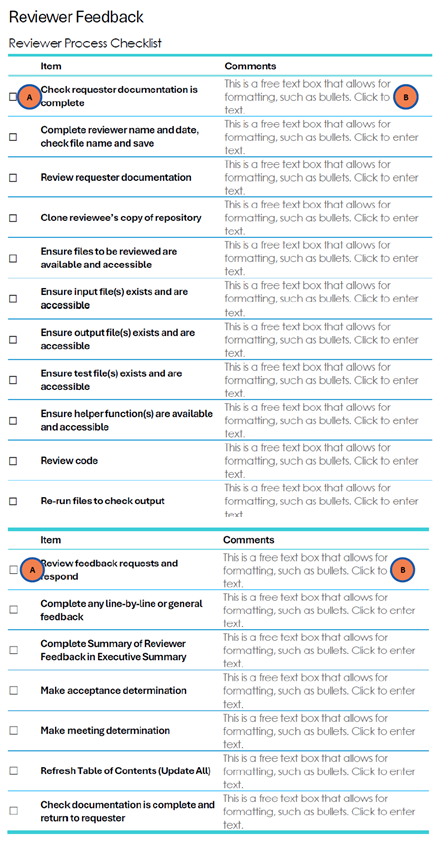 Reviewer Feedback
Reviewer Process Checklist
Item Comments
☐ A Check requester documentation is complete This is a free text box that allows for formatting, such as bullets. Click to text. B
☐ Complete reviewer name and date, check file name and save This is a free text box that allows for formatting, such as bullets. Click to enter text.
☐ Review requester documentation This is a free text box that allows for formatting, such as bullets. Click to enter text.
☐ Clone reviewee's copy of repository This is a free text box that allows for formatting, such as bullets. Click to enter text.
☐ Ensure files to be reviewed are available and accessible This is a free text box that allows for formatting, such as bullets. Click to enter text.
☐ Ensure input file(s) exists and are accessible This is a free text box that allows for formatting, such as bullets. Click to enter text.
☐ Ensure output file(s) exists and are accessible This is a free text box that allows for formatting, such as bullets. Click to enter text.
☐ Ensure test file(s) exists and are accessible This is a free text box that allows for formatting, such as bullets. Click to enter text.
☐ Ensure helper function(s) are available and accessible This is a free text box that allows for formatting, such as bullets. Click to enter text.
☐ Review code This is a free text box that allows for formatting, such as bullets. Click to enter text.
☐ Re-run files to check output This is a free text box that allows for formatting, such as bullets. Click to enter text.
Item Comments
☐ A Review feedback requests and respond This is a free text box that allows for formatting, such as bullets. Click to text. B
☐ Complete any line-by-line or general feedback This is a free text box that allows for formatting, such as bullets. Click to enter text.
☐ Complete Summary of Reviewer Feedback in Executive Summary This is a free text box that allows for formatting, such as bullets. Click to enter text.
☐ Make acceptance determination This is a free text box that allows for formatting, such as bullets. Click to enter text.
☐ Make meeting determination This is a free text box that allows for formatting, such as bullets. Click to enter text.
☐ Refresh Table of Contents (Update All) This is a free text box that allows for formatting, such as bullets. Click to enter text.
☐ Check documentation is complete and return to requester This is a free text box that allows for formatting, such as bullets. Click to enter text.